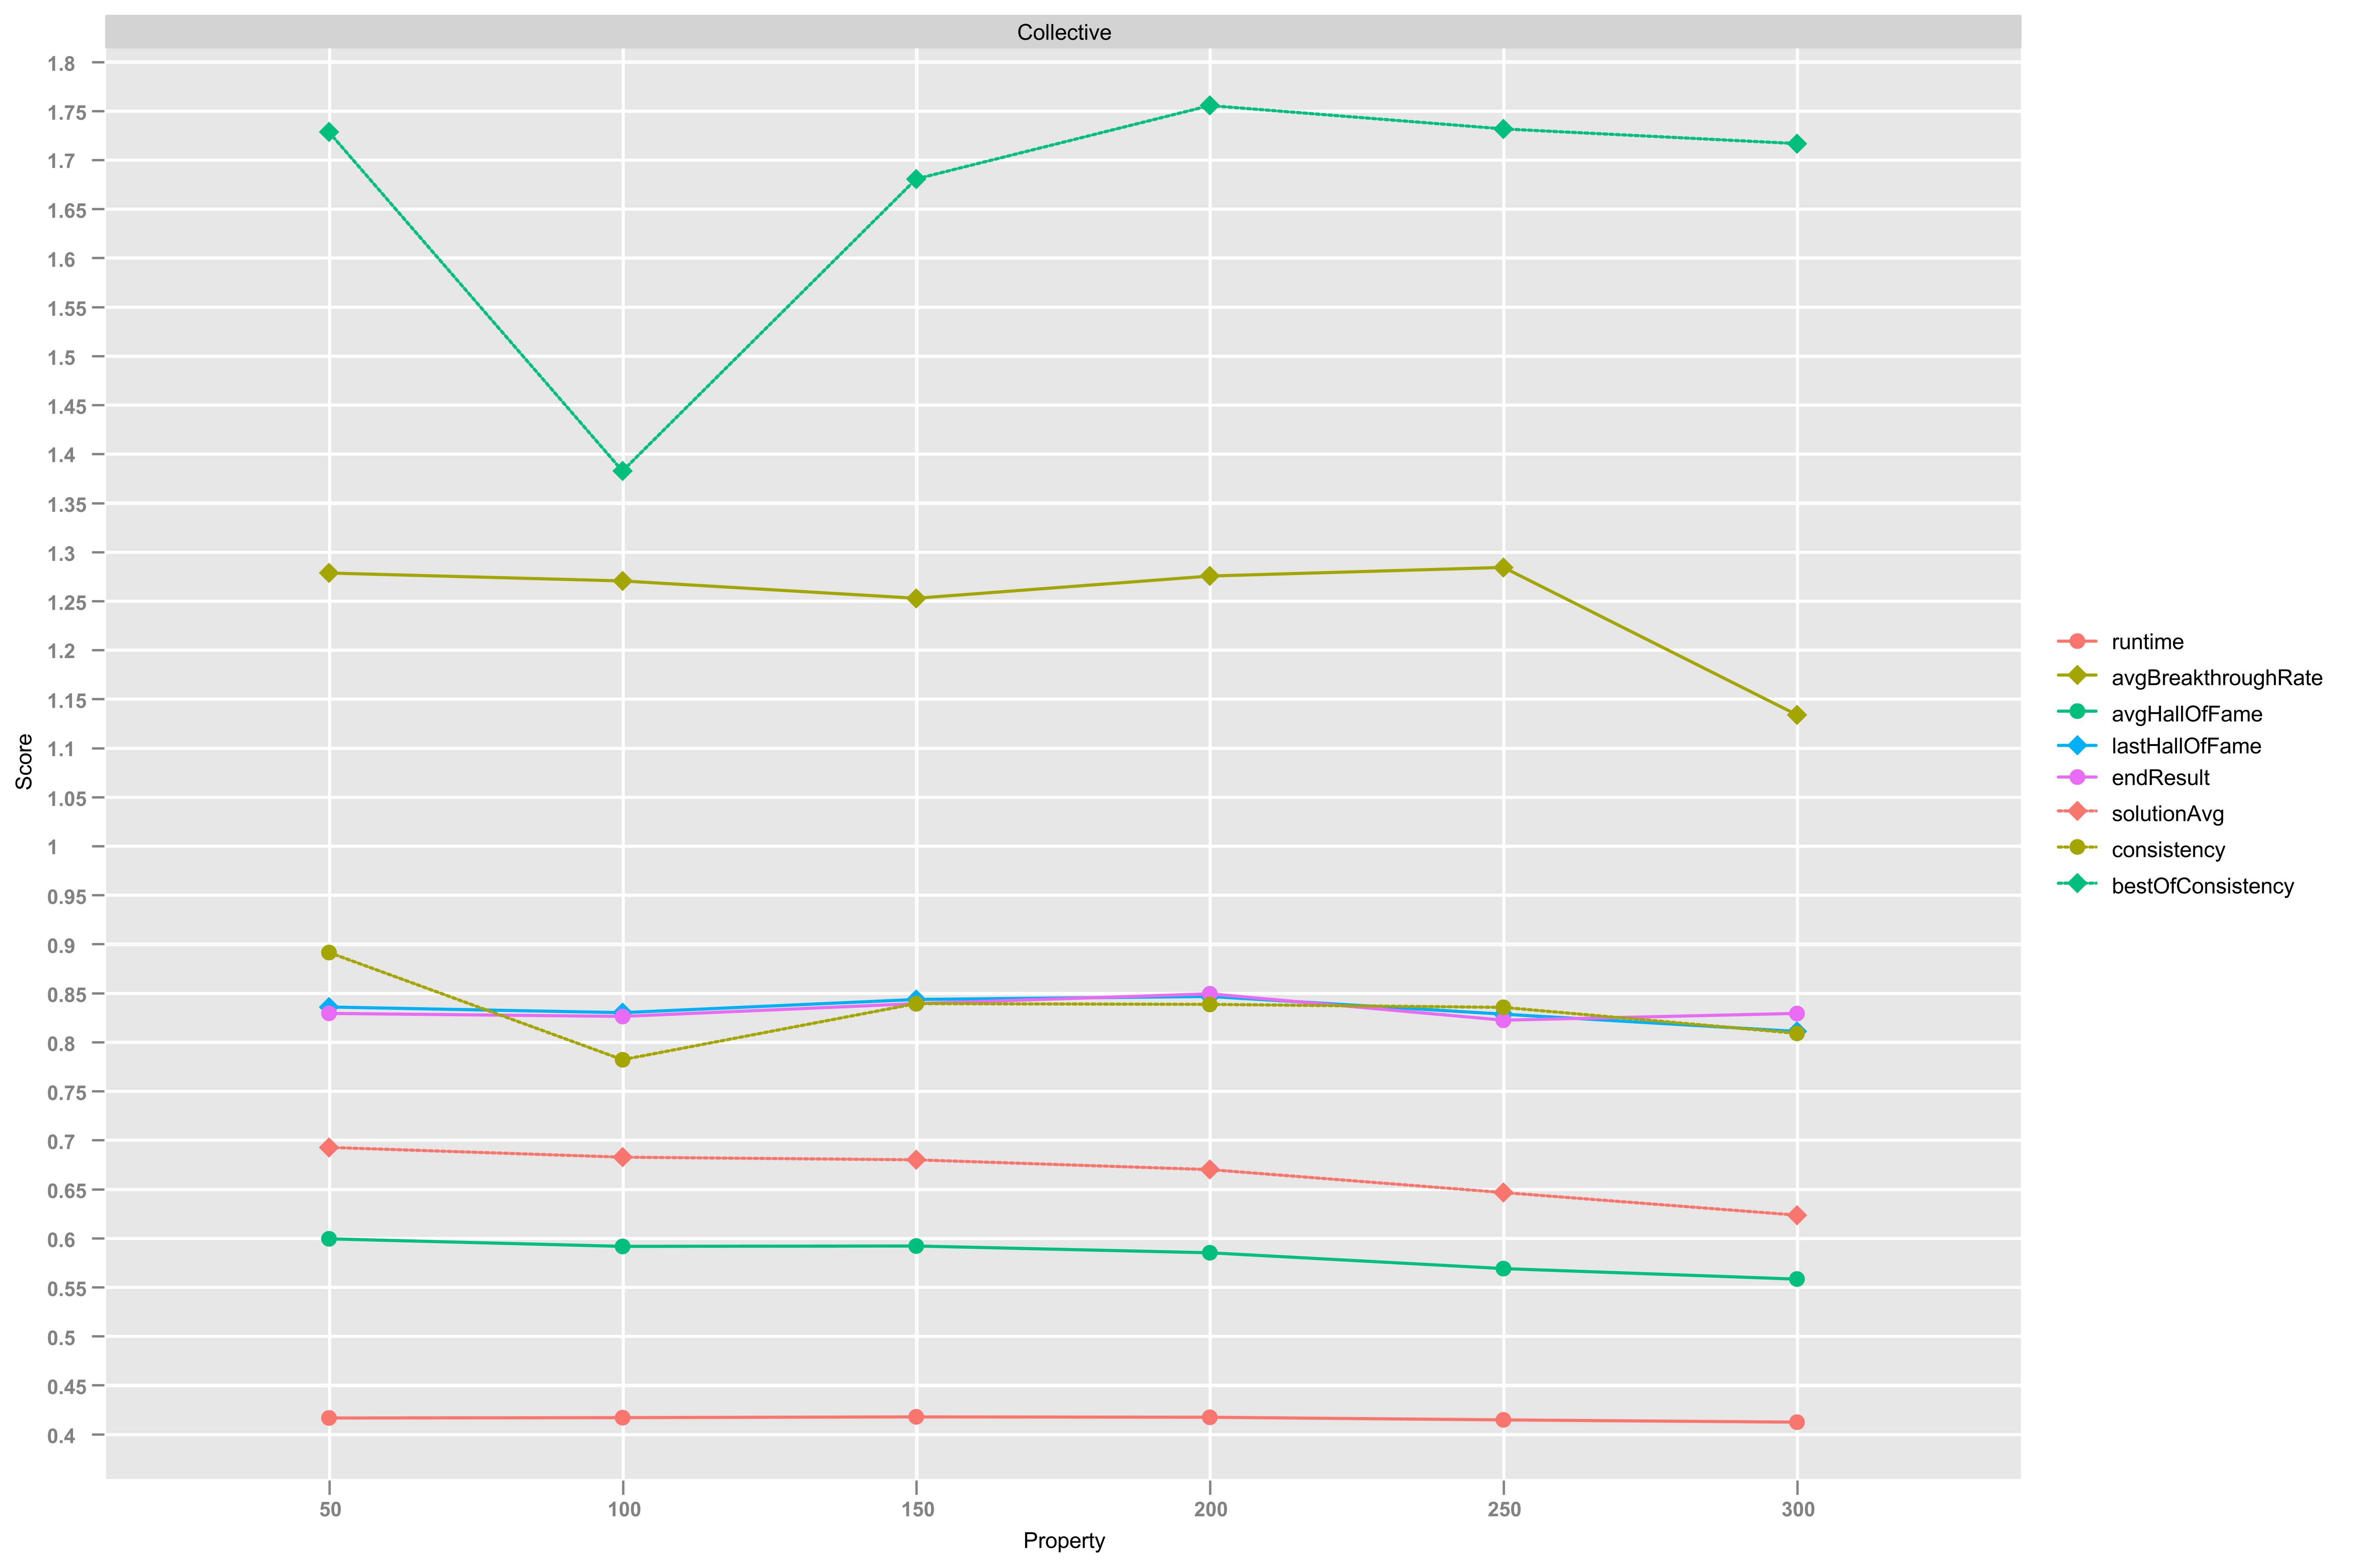 Collective
1.8
1.75
1.7
1.65
1.6
1.55
1.5
1.45
1.4
1.35
1.3
1.25
1.2
1.15
1.1
1.05
1
0.95
0.9
0.85
0.8
0.75
0.7
0.65
0.6
0.55
0.5
0.45
0.4
Score
50 100 150 200 250 300
Property
runtime
avgBreakthroughRate
avgHallOfFame
lastHallOfFame
endResult
solutionAvg
consistency
bestOfConsistency